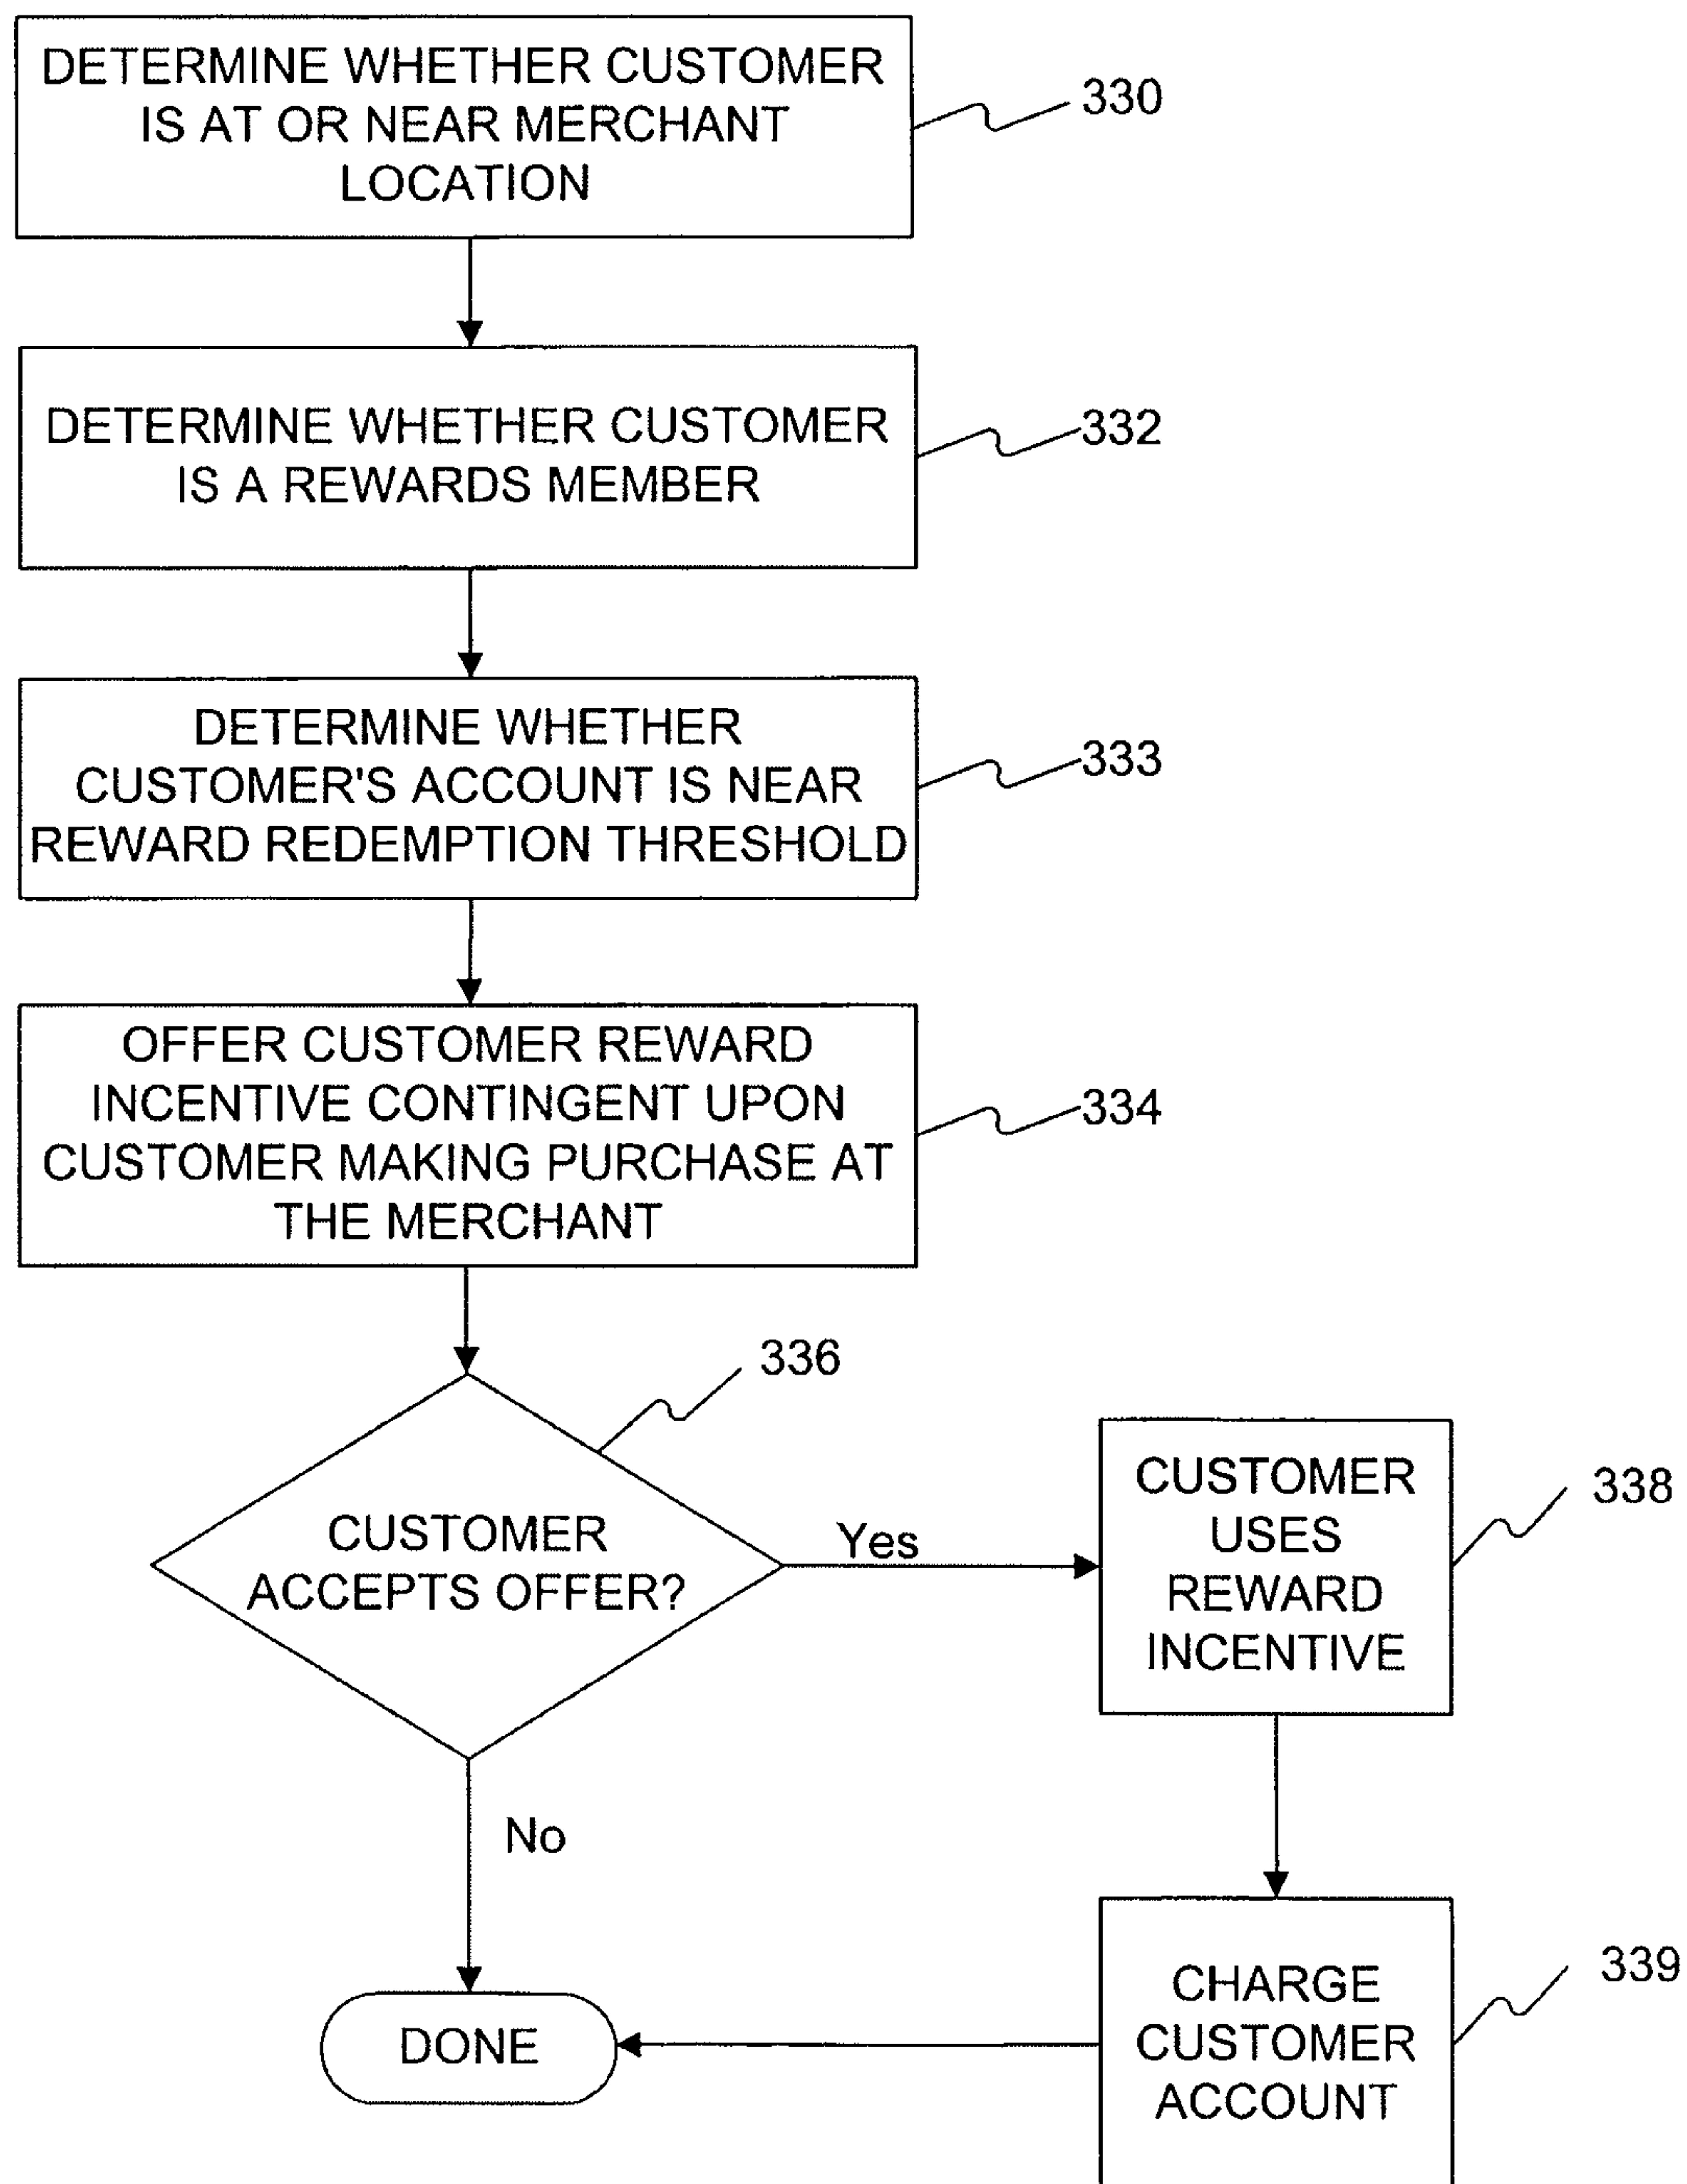 DETERMINE WHETHER CUSTOMER
IS AT OR NEAR MERCHANT
LOCATION
330
DETERMINE WHETHER CUSTOMER
IS A REWARDS MEMBER
332
DETERMINE WHETHER
CUSTOMER'S ACCOUNT IS NEAR
REWARD REDEMPTION THRESHOLD
333
OFFER CUSTOMER REWARD
INCENTIVE CONTINGENT UPON
CUSTOMER MAKING PURCHASE AT
THE MERCHANT
334
336
CUSTOMER
ACCEPTS OFFER?
Yes
CUSTOMER
USES
REWARD
INCENTIVE
338
No
CHARGE
CUSTOMER
ACCOUNT
339
DONE